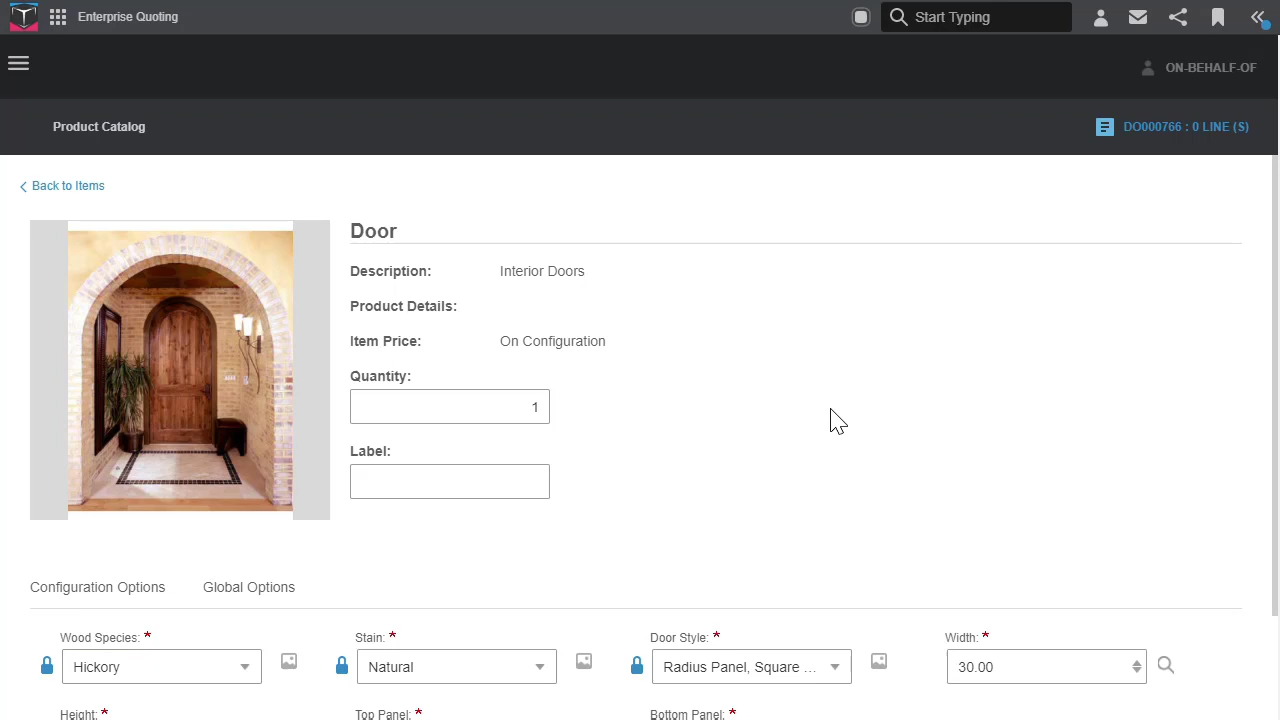 Enterprise Quoting
Start Typing
ON-BEHALF-OF
Product Catalog
DO000766 : 0 LINE (S)
Back to Items
Door
Description: Interior Doors
Product Details:
Item Price: On Configuration
Quantity:
1
Label:
Configuration Options Global Options
Wood Species: * Stain: * Door Style: * Width: *
Hickory Natural Radius Panel, Square ... 30.00
Height: * Top Panel: * Bottom Panel: *